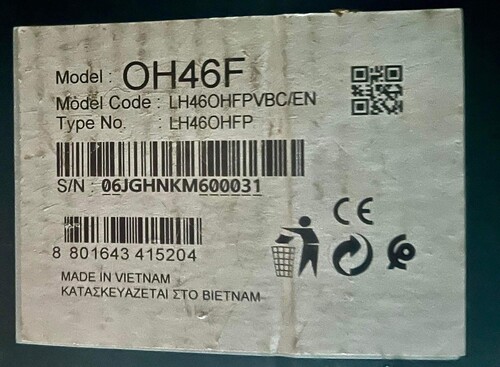 Model : OH46F
Model Code : LH46OHFPVBC/EN
Type No. : LH46OHFP
S/N : 06JGHNKM600031
8 801643 415204
CE
MADE IN VIETNAM
ΚΑΤΑΣΚΕΥΑΖΕΤΑΙ ΣΤΟ ΒΙΕΤΝΑΜ